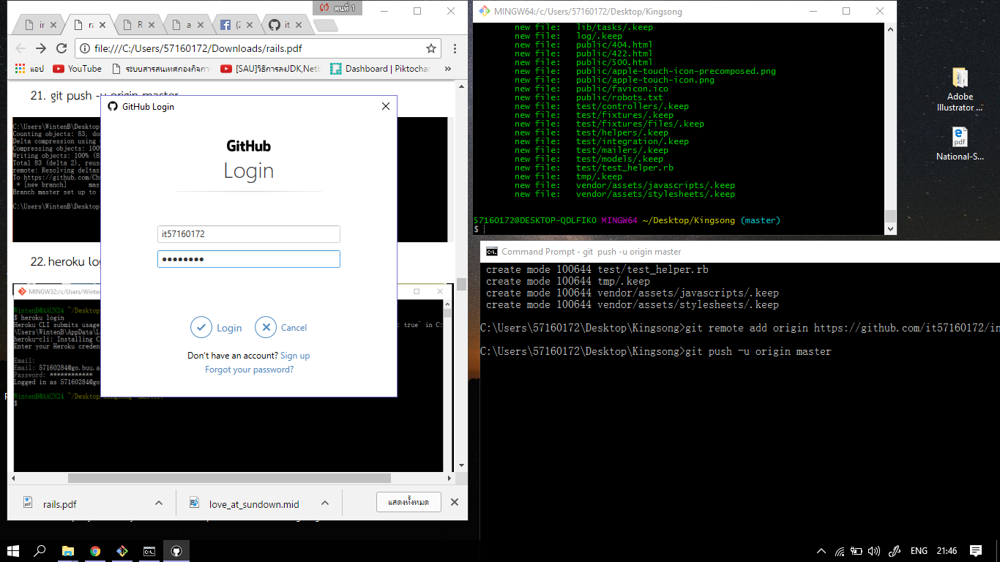 ตนที่ 1
ir
ra
R
a
(2
it
file:///C:/Users/57160172/Downloads/rails.pdf
แอป
YouTube
ระบบสารสนเทศกองกิจกา
[SAU]วิธีการลงJDK,Netb
Dashboard | Piktochar
»
21. git push -u origin master
C:\Users\WintenB\Desktop
Counting objects: 83, do
Delta compression using
Compressing objects: 100%
Writing objects: 100% (8
Total 83 (delta 2), reus
remote: Resolving deltas
To https://github.com/Ch
* [new branch] mas
Branch master set up to
C:\Users\WintenB\Desktop
22. heroku log
MINGW32:/c/Users/Winten
WintenB@AAUN24 ~/Desktop
$ heroku login
Heroku CLI submits usage : true` in C:
\Users\WintenB\AppData\Lo
heroku-cli: Installing C
Enter your Heroku creden
Email:
Email: 57160284@go.buu.a
Password: ************
Logged in as 57160284@go
WintenB@AAUN24 ~/Desktop/Kingsong (master)
$
GitHub Login
GitHub
Login
it57160172
●●●●●●●●
Login
Cancel
Don't have an account? Sign up
Forgot your password?
rails.pdf
love_at_sundown.mid
แสดงทั้งหมด
MINGW64:/c/Users/57160172/Desktop/Kingsong
new file: lib/tasks/.keep
new file: log/.keep
new file: public/404.html
new file: public/422.html
new file: public/500.html
new file: public/apple-touch-icon-precomposed.png
new file: public/apple-touch-icon.png
new file: public/favicon.ico
new file: public/robots.txt
new file: test/controllers/.keep
new file: test/fixtures/.keep
new file: test/fixtures/files/.keep
new file: test/helpers/.keep
new file: test/integration/.keep
new file: test/mailers/.keep
new file: test/models/.keep
new file: test/test_helper.rb
new file: tmp/.keep
new file: vendor/assets/javascripts/.keep
new file: vendor/assets/stylesheets/.keep
57160172@DESKTOP-QDLFIKO MINGW64 ~/Desktop/Kingsong (master)
$
Command Prompt - git push -u origin master
create mode 100644 test/test_helper.rb
create mode 100644 tmp/.keep
create mode 100644 vendor/assets/javascripts/.keep
create mode 100644 vendor/assets/stylesheets/.keep
C:\Users\57160172\Desktop\Kingsong>git remote add origin https://github.com/it57160172/in
C:\Users\57160172\Desktop\Kingsong>git push -u origin master
Adobe
Illustrator ...
pdf
National-S...
ENG
21:46